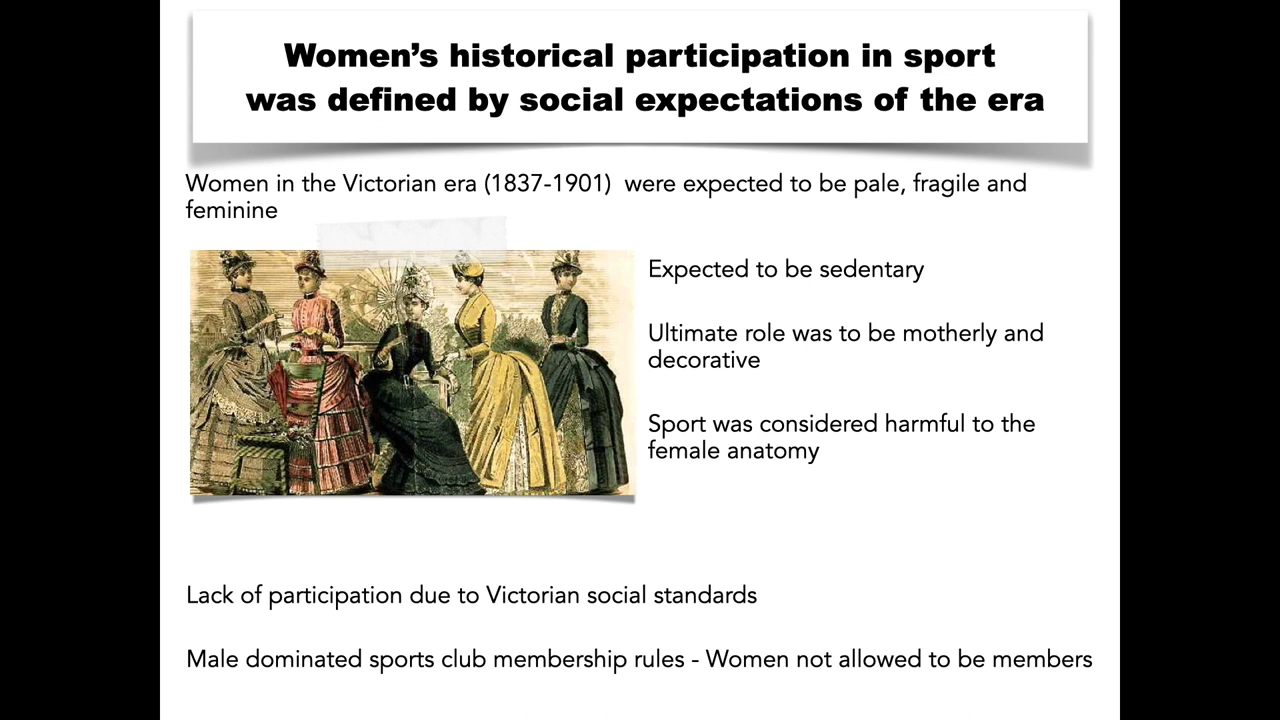 Women’s historical participation in sport
was defined by social expectations of the era
Women in the Victorian era (1837-1901)  were expected to be pale, fragile and
feminine
Expected to be sedentary
Ultimate role was to be motherly and
decorative
Sport was considered harmful to the
female anatomy
Lack of participation due to Victorian social standards
Male dominated sports club membership rules - Women not allowed to be members